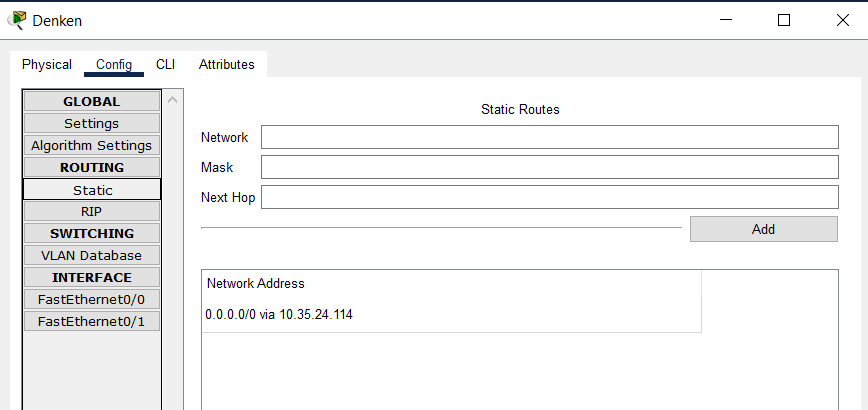 Denken
Physical Config CLI Attributes
GLOBAL
Settings
Algorithm Settings
ROUTING
Static
RIP
SWITCHING
VLAN Database
INTERFACE
FastEthernet0/0
FastEthernet0/1
Static Routes
Network
Mask
Next Hop
Add
Network Address
0.0.0.0/0 via 10.35.24.114